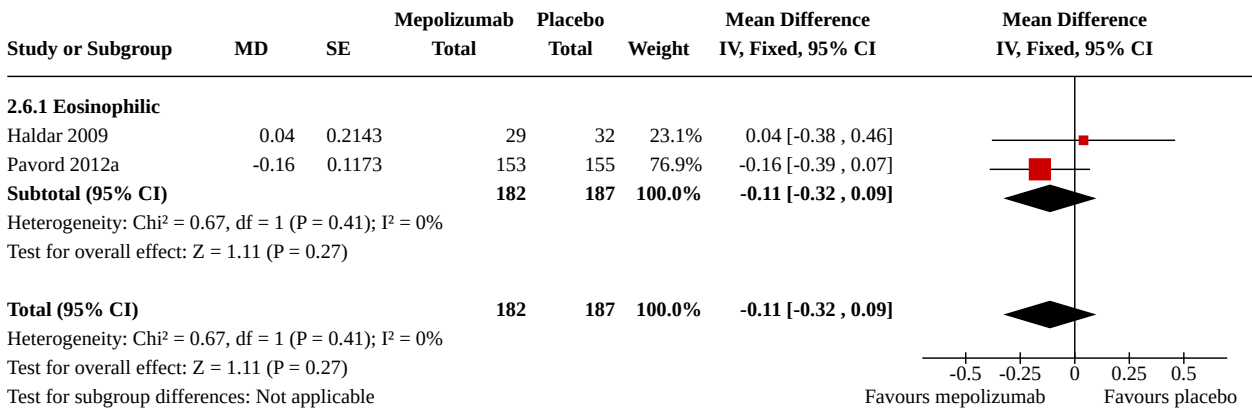 Mepolizumab Placebo Mean Difference Mean Difference
Study or Subgroup MD SE Total Total Weight IV, Fixed, 95% CI IV, Fixed, 95% CI
2.6.1 Eosinophilic
Haldar 2009 0.04 0.2143 29 32 23.1% 0.04 [-0.38 , 0.46]
Pavord 2012a -0.16 0.1173 153 155 76.9% -0.16 [-0.39 , 0.07]
Subtotal (95% CI) 182 187 100.0% -0.11 [-0.32 , 0.09]
Heterogeneity: Chi² = 0.67, df = 1 (P = 0.41); I² = 0%
Test for overall effect: Z = 1.11 (P = 0.27)
Total (95% CI) 182 187 100.0% -0.11 [-0.32 , 0.09]
Heterogeneity: Chi² = 0.67, df = 1 (P = 0.41); I² = 0%
Test for overall effect: Z = 1.11 (P = 0.27) -0.5 -0.25 0 0.25 0.5
Test for subgroup differences: Not applicable Favours mepolizumab Favours placebo